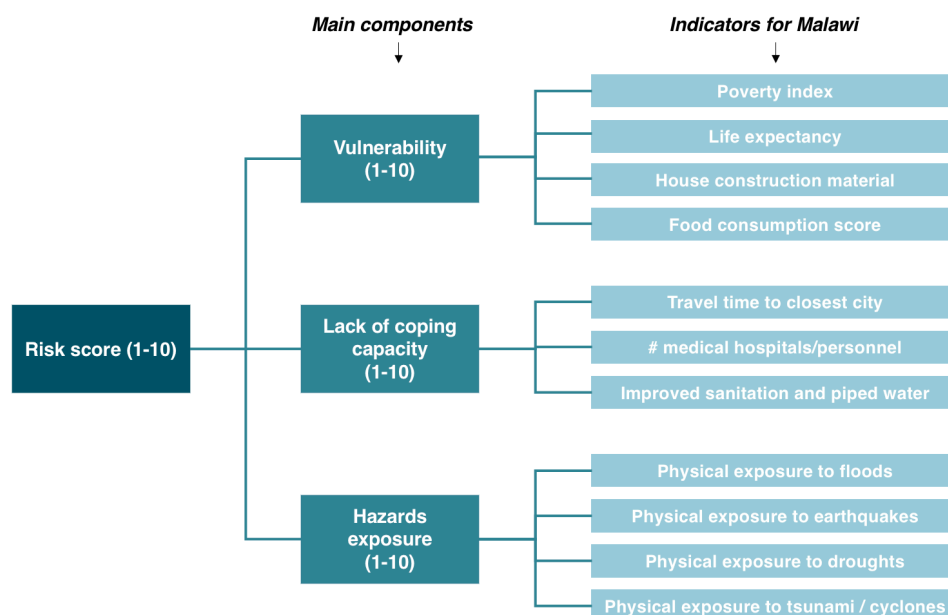 Main components
Indicators for Malawi
Risk score (1-10)
Vulnerability
(1-10)
Poverty index
Life expectancy
House construction material
Food consumption score
Lack of coping
capacity
(1-10)
Travel time to closest city
# medical hospitals/personnel
Improved sanitation and piped water
Hazards
exposure
(1-10)
Physical exposure to floods
Physical exposure to earthquakes
Physical exposure to droughts
Physical exposure to tsunami / cyclones